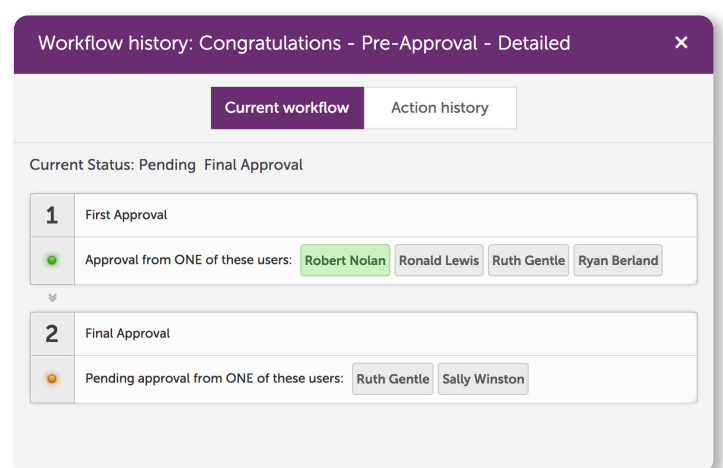 Workflow history: Congratulations - Pre-Approval - Detailed ×
Current workflow Action history
Current Status: Pending Final Approval
1 First Approval
Approval from ONE of these users: Robert Nolan Ronald Lewis Ruth Gentle Ryan Berland
2 Final Approval
Pending approval from ONE of these users: Ruth Gentle Sally Winston